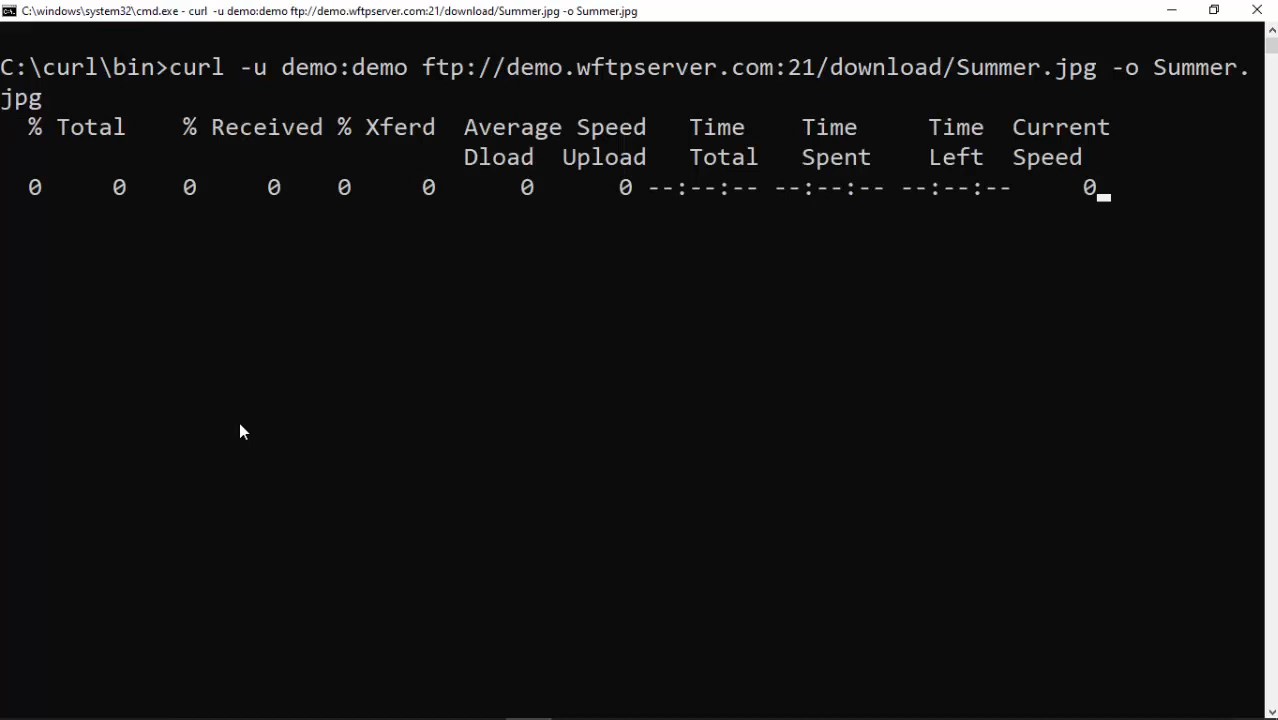 C:\windows\system32\cmd.exe - curl -u demo:demo ftp://demo.wftpserver.com:21/download/Summer.jpg -o Summer.jpg
C:\curl\bin>curl -u demo:demo ftp://demo.wftpserver.com:21/download/Summer.jpg -o Summer.
jpg
% Total % Received % Xferd Average Speed Time Time Time Current
Dload Upload Total Spent Left Speed
0 0 0 0 0 0 0 0 --:--:-- --:--:-- --:--:-- 0